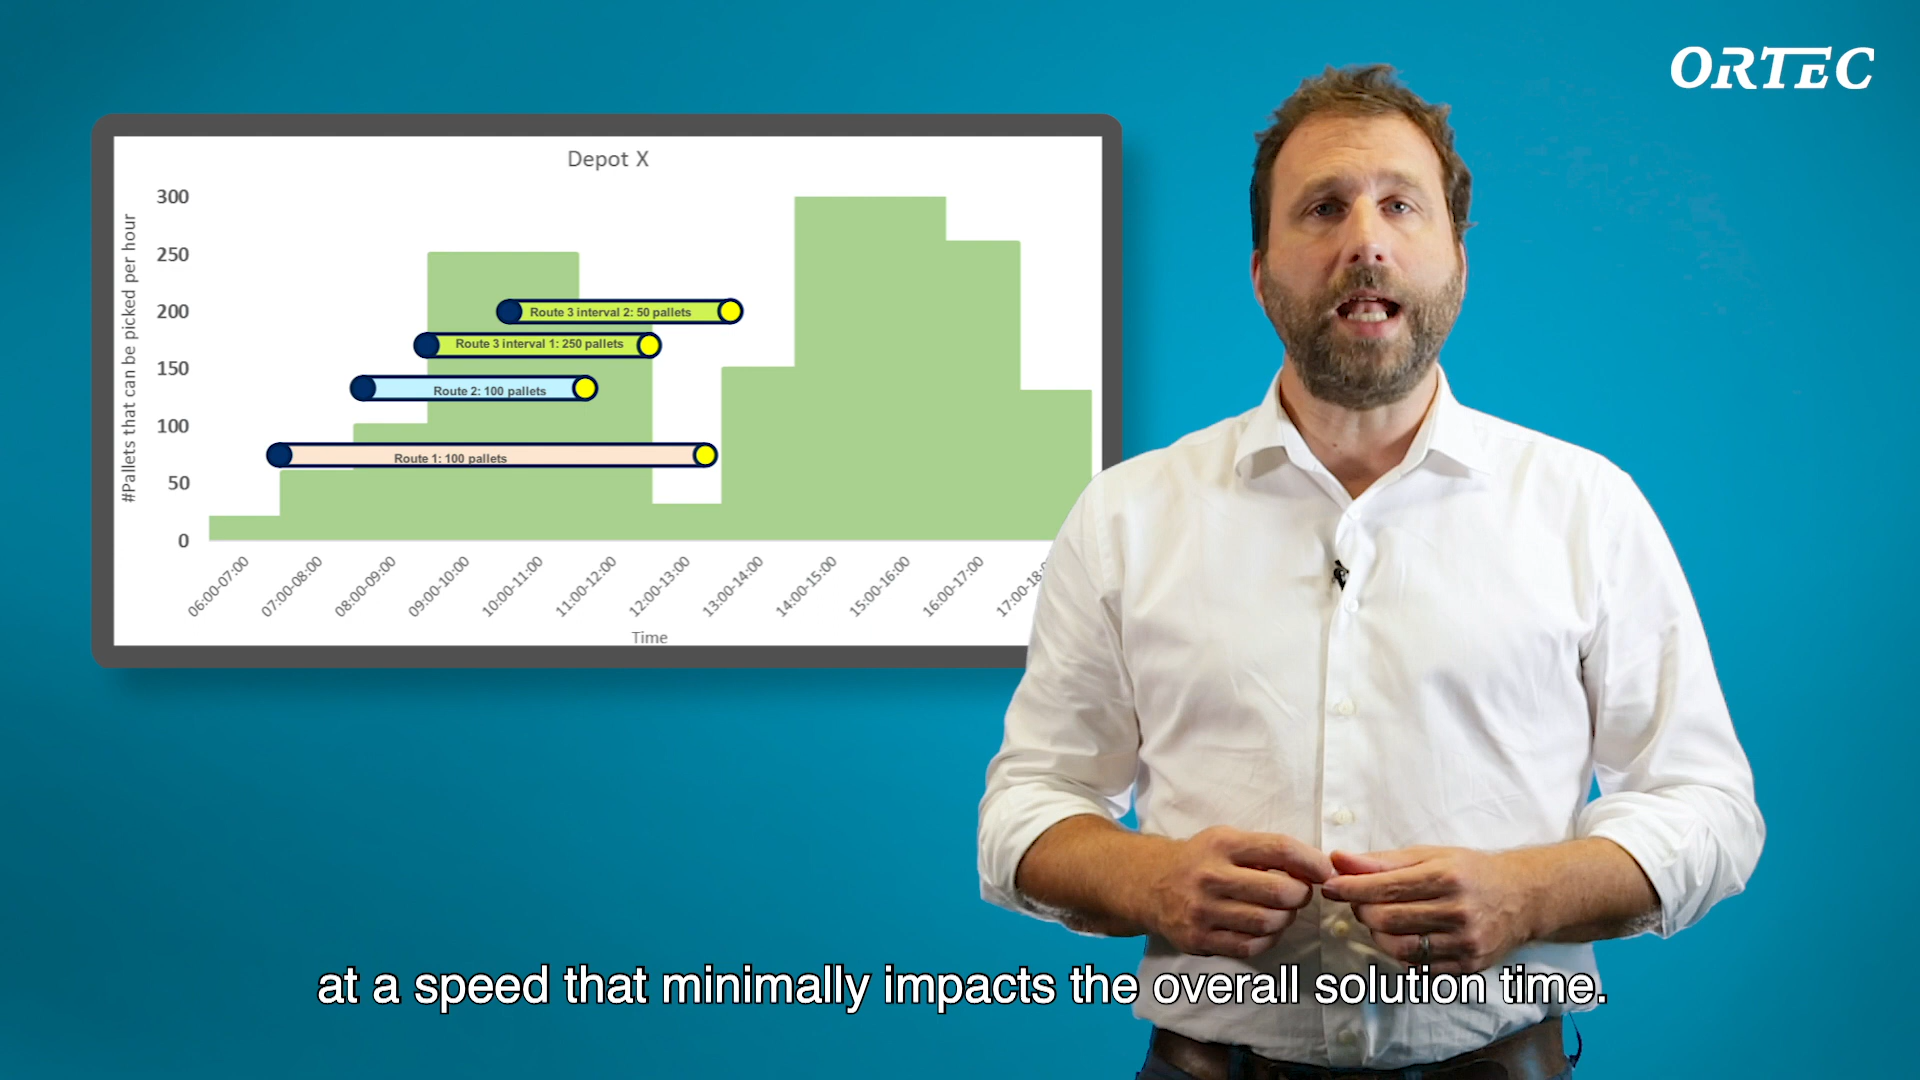 ORTEC
Depot X
#Pallets that can be picked per hour
300
250
200
150
100
50
0
Route 3 interval 2: 50 pallets
Route 3 interval 1: 250 pallets
Route 2: 100 pallets
Route 1: 100 pallets
06:00-07:00
07:00-08:00
08:00-09:00
09:00-10:00
10:00-11:00
11:00-12:00
12:00-13:00
13:00-14:00
14:00-15:00
15:00-16:00
16:00-17:00
17:00-18:
Time
at a speed that minimally impacts the overall solution time.